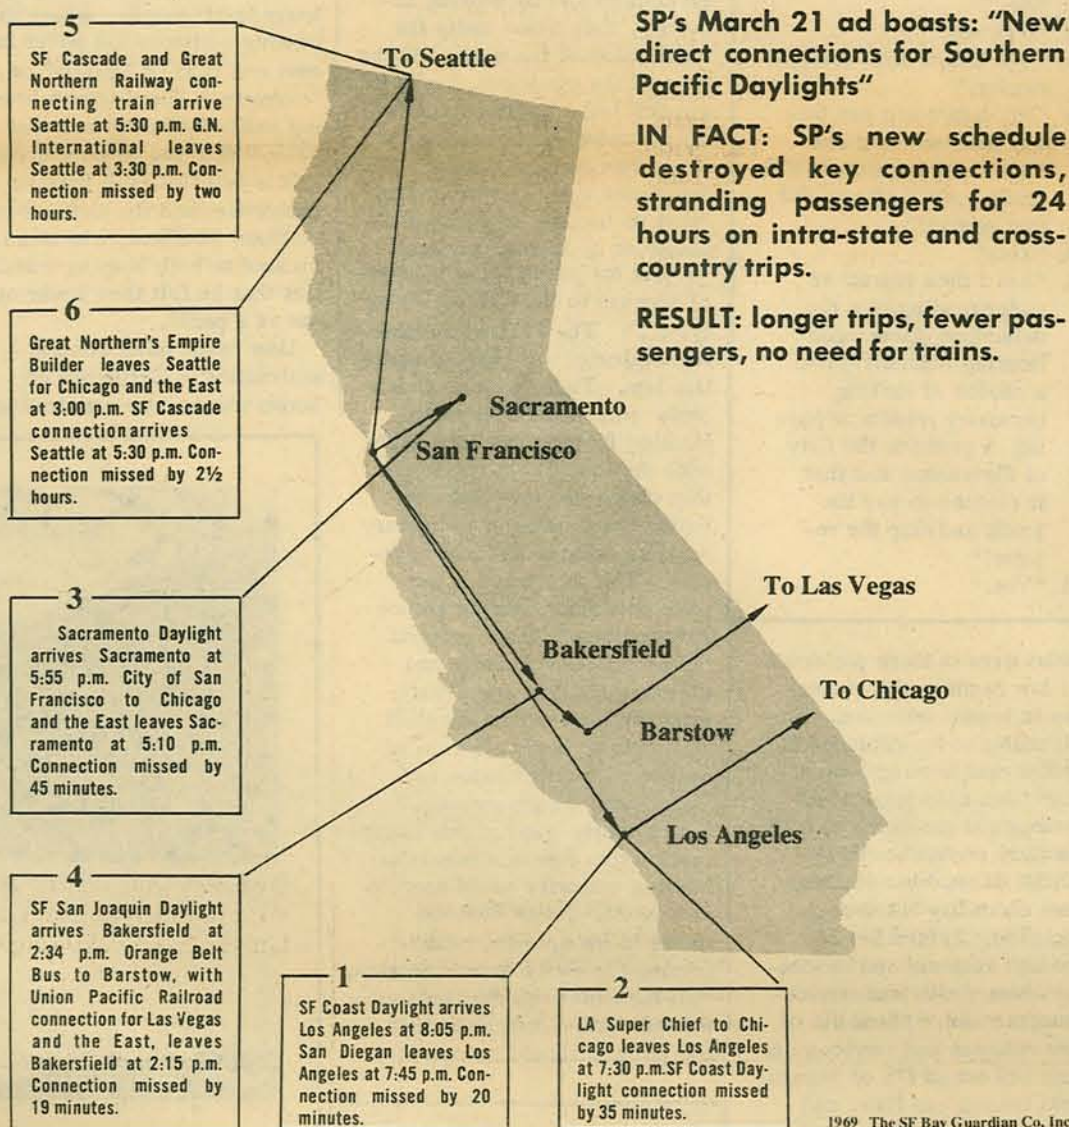 SP's March 21 ad boasts: "New
direct connections for Southern
Pacific Daylights"
IN FACT: SP's new schedule
destroyed key connections,
stranding passengers for 24
hours on intra-state and cross-
country trips.
RESULT: longer trips, fewer pas-
sengers, no need for trains.
5
SF Cascade and Great
Northern Railway con-
necting train arrive
Seattle at 5:30 p.m. G.N.
International leaves
Seattle at 3:30 p.m. Con-
nection missed by two
hours.
6
Great Northern's Empire
Builder leaves Seattle
for Chicago and the East
at 3:00 p.m. SF Cascade
connection arrives
Seattle at 5:30 p.m. Con-
nection missed by 2½
hours.
3
Sacramento Daylight
arrives Sacramento at
5:55 p.m. City of San
Francisco to Chicago
and the East leaves Sac-
ramento at 5:10 p.m.
Connection missed by
45 minutes.
4
SF San Joaquin Daylight
arrives Bakersfield at
2:34 p.m. Orange Belt
Bus to Barstow, with
Union Pacific Railroad
connection for Las Vegas
and the East, leaves
Bakersfield at 2:15 p.m.
Connection missed by
19 minutes.
1
SF Coast Daylight arrives
Los Angeles at 8:05 p.m.
San Diegan leaves Los
Angeles at 7:45 p.m. Con-
nection missed by 20
minutes.
2
LA Super Chief to Chi-
cago leaves Los Angeles
at 7:30 p.m.SF Coast Day-
light connection missed
by 35 minutes.
To Seattle
Sacramento
San Francisco
To Las Vegas
Bakersfield
To Chicago
Barstow
Los Angeles
1969 The SF Bay Guardian Co. Inc